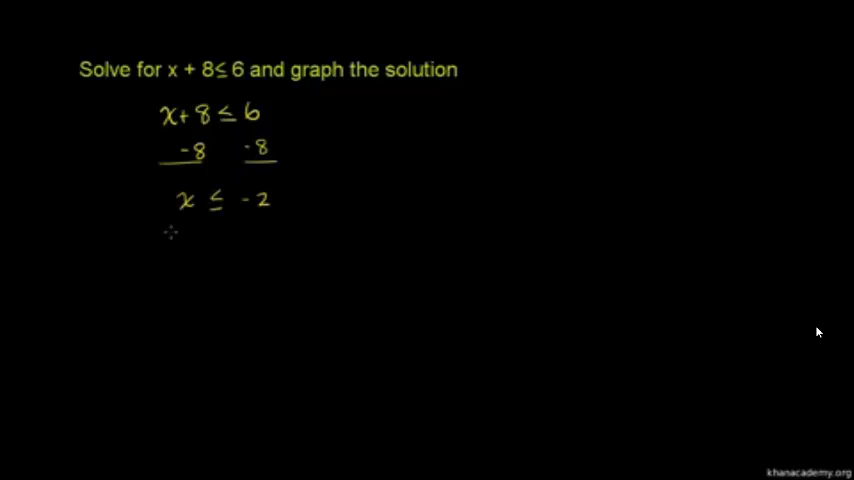 Solve for x + 8≤ 6 and graph the solution
x+ 8 ≤ 6
-8 -8
x ≤ -2
khanacademy.org